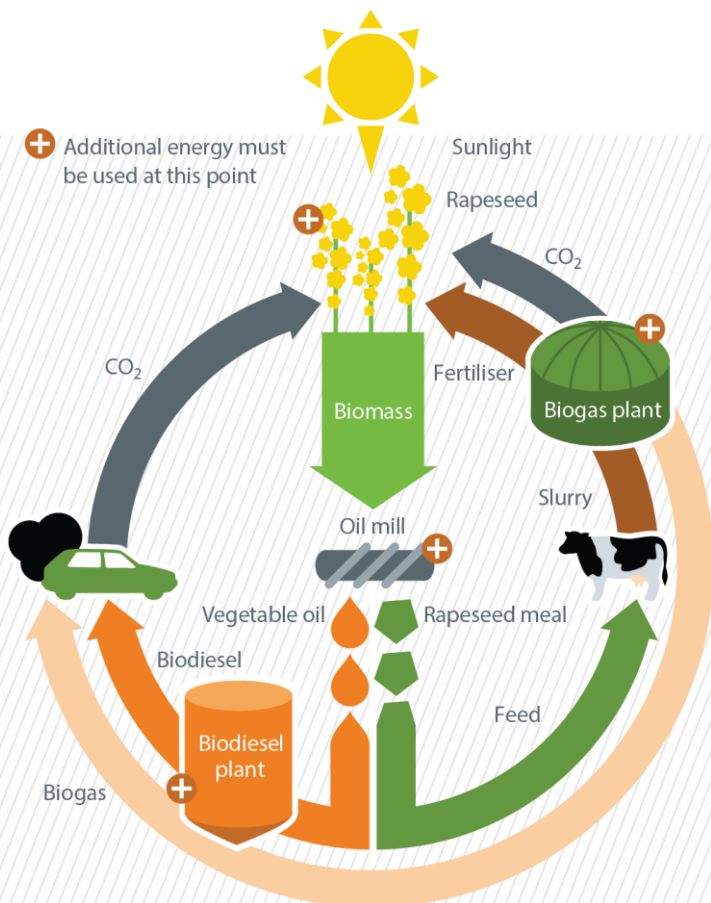 Additional energy must
be used at this point
Sunlight
Rapeseed
CO₂
Fertiliser
Biogas plant
CO₂
Biomass
Slurry
Oil mill
Vegetable oil
Rapeseed meal
Biodiesel
Feed
Biodiesel
plant
Biogas